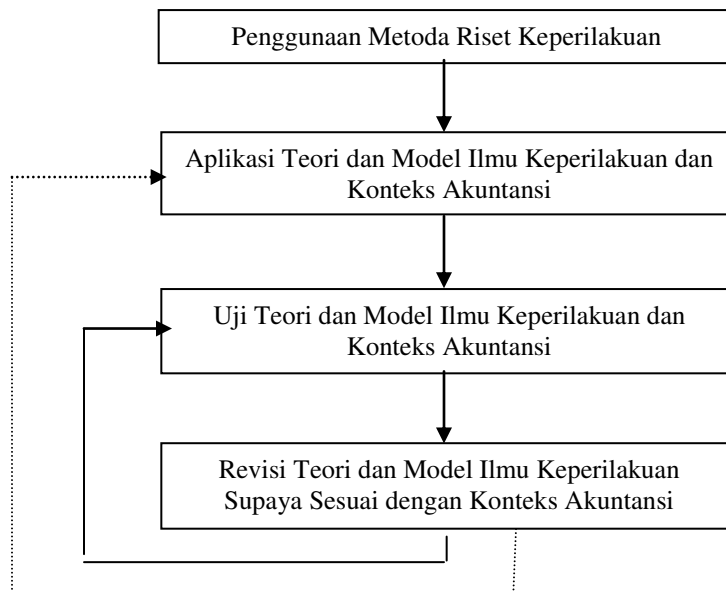 Penggunaan Metoda Riset Keperilakuan
Aplikasi Teori dan Model Ilmu Keperilakuan dan
Konteks Akuntansi
Uji Teori dan Model Ilmu Keperilakuan dan
Konteks Akuntansi
Revisi Teori dan Model Ilmu Keperilakuan
Supaya Sesuai dengan Konteks Akuntansi